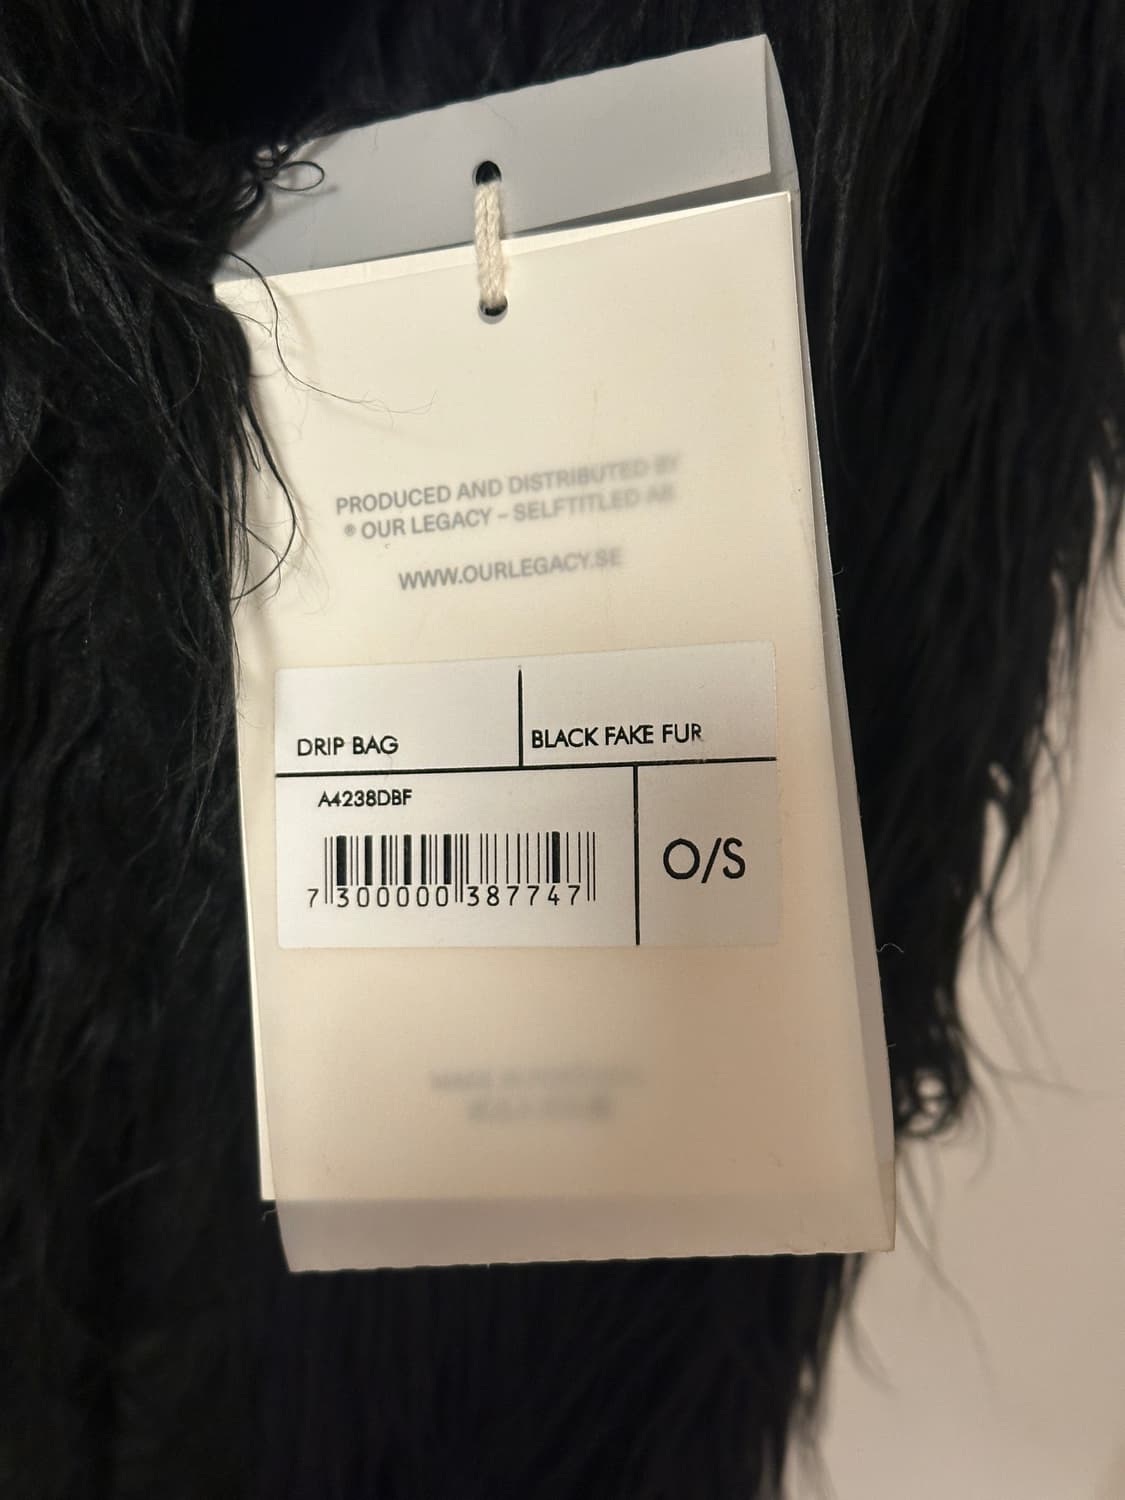 PRODUCED AND DISTRIBUTED BY
® OUR LEGACY – SELFTITLED AB
WWW.OURLEGACY.SE
DRIP BAG
BLACK FAKE FUR
A4238DBF
O/S
7 300000 387747